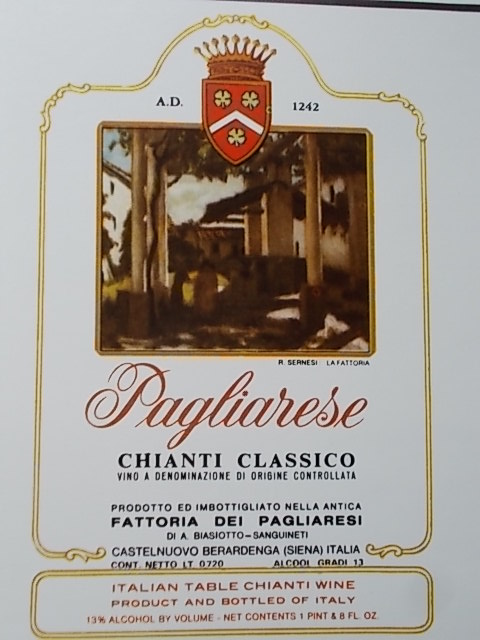 A.D. 1242
R. SERNESI LA FATTORIA
Pagliarese
CHIANTI CLASSICO
VINO A DENOMINAZIONE DI ORIGINE CONTROLLATA
PRODOTTO ED IMBOTTIGLIATO NELLA ANTICA
FATTORIA DEI PAGLIARESI
DI A. BIASIOTTO-SANGUINETI
CASTELNUOVO BERARDENGA (SIENA) ITALIA
CONT. NETTO LT. 0720 ALCOOL GRADI 13
ITALIAN TABLE CHIANTI WINE
PRODUCT AND BOTTLED OF ITALY
13% ALCOHOL BY VOLUME - NET CONTENTS 1 PINT & 8 FL. OZ.